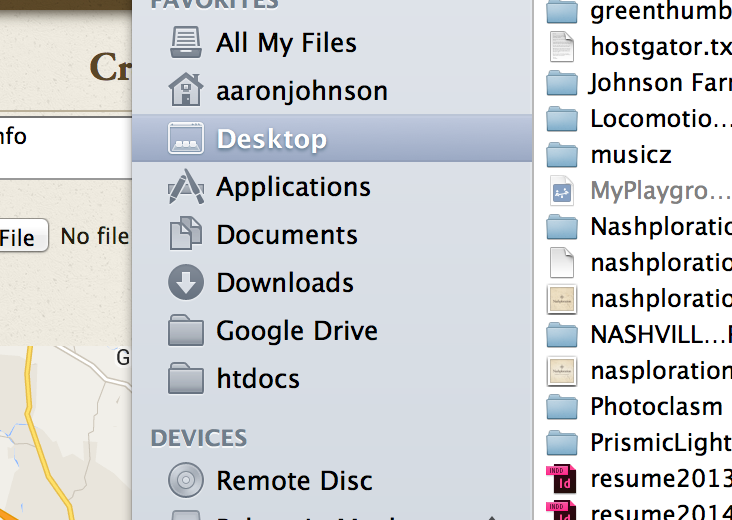 Cr
nfo
File No file
G
FAVORITES
All My Files
aaronjohnson
Desktop
Applications
Documents
Downloads
Google Drive
htdocs
DEVICES
Remote Disc
greenthumb
hostgator.tx
Johnson Far
Locomotio...
musicz
MyPlaygro...
Nashploratio
nashploratio
nashploratio
NASHVILL...F
nasploration
Photoclasm
PrismicLight
resume2013
resume2014